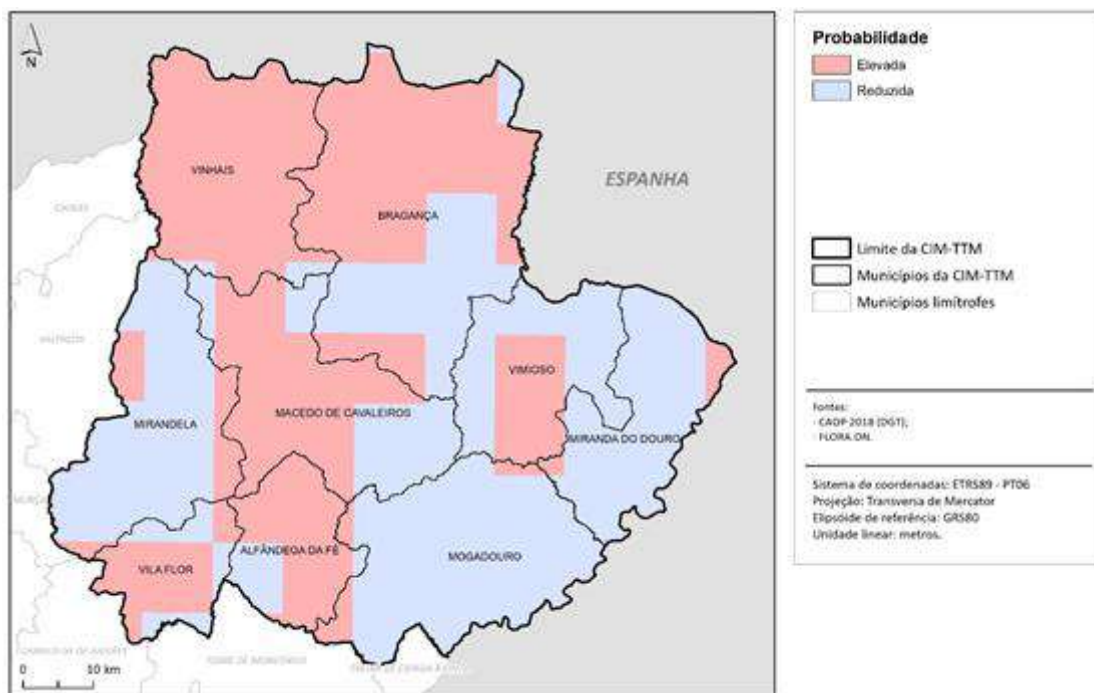 N
VINHAIS
ESPANHA
BRAGANÇA
VIMIOSO
MACEDO DE CAVALEIROS
MIRANDELA
MIRANDA DO DOURO
ALFÂNDEGA DA FÉ
MOGADOURO
VILA FLOR
0 10 km
Probabilidade
Elevada
Reduzida
Limite da CIM-TTM
Municípios da CIM-TTM
Municípios limítrofes
Fontes:
- CAOP 2018 (DGT);
- FLORA ON.
Sistema de coordenadas: ETRS89 - PT06
Projeção: Transversa de Mercator
Elipsóide de referência: GRS80
Unidade linear: metros.